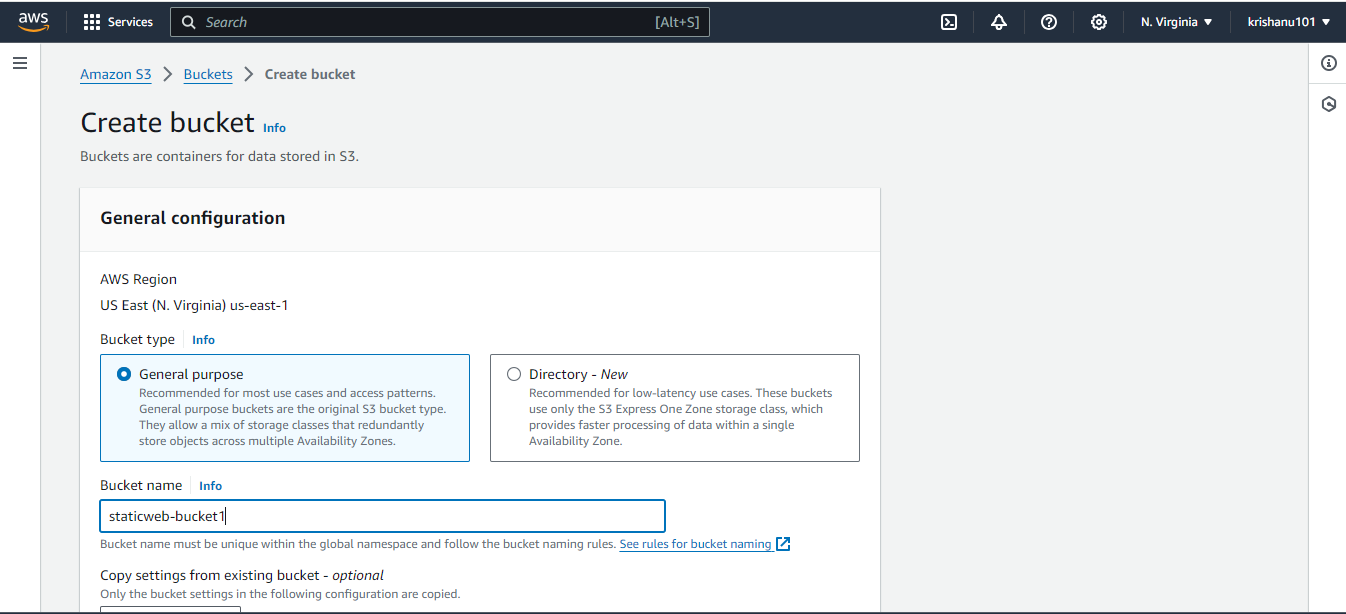 aws Services Search [Alt+S] N. Virginia krishanu101
Amazon S3 Buckets Create bucket
Create bucket Info
Buckets are containers for data stored in S3.
General configuration
AWS Region
US East (N. Virginia) us-east-1
Bucket type Info
General purpose
Recommended for most use cases and access patterns.
General purpose buckets are the original S3 bucket type.
They allow a mix of storage classes that redundantly
store objects across multiple Availability Zones.
Directory - New
Recommended for low-latency use cases. These buckets
use only the S3 Express One Zone storage class, which
provides faster processing of data within a single
Availability Zone.
Bucket name Info
staticweb-bucket1
Bucket name must be unique within the global namespace and follow the bucket naming rules. See rules for bucket naming
Copy settings from existing bucket - optional
Only the bucket settings in the following configuration are copied.